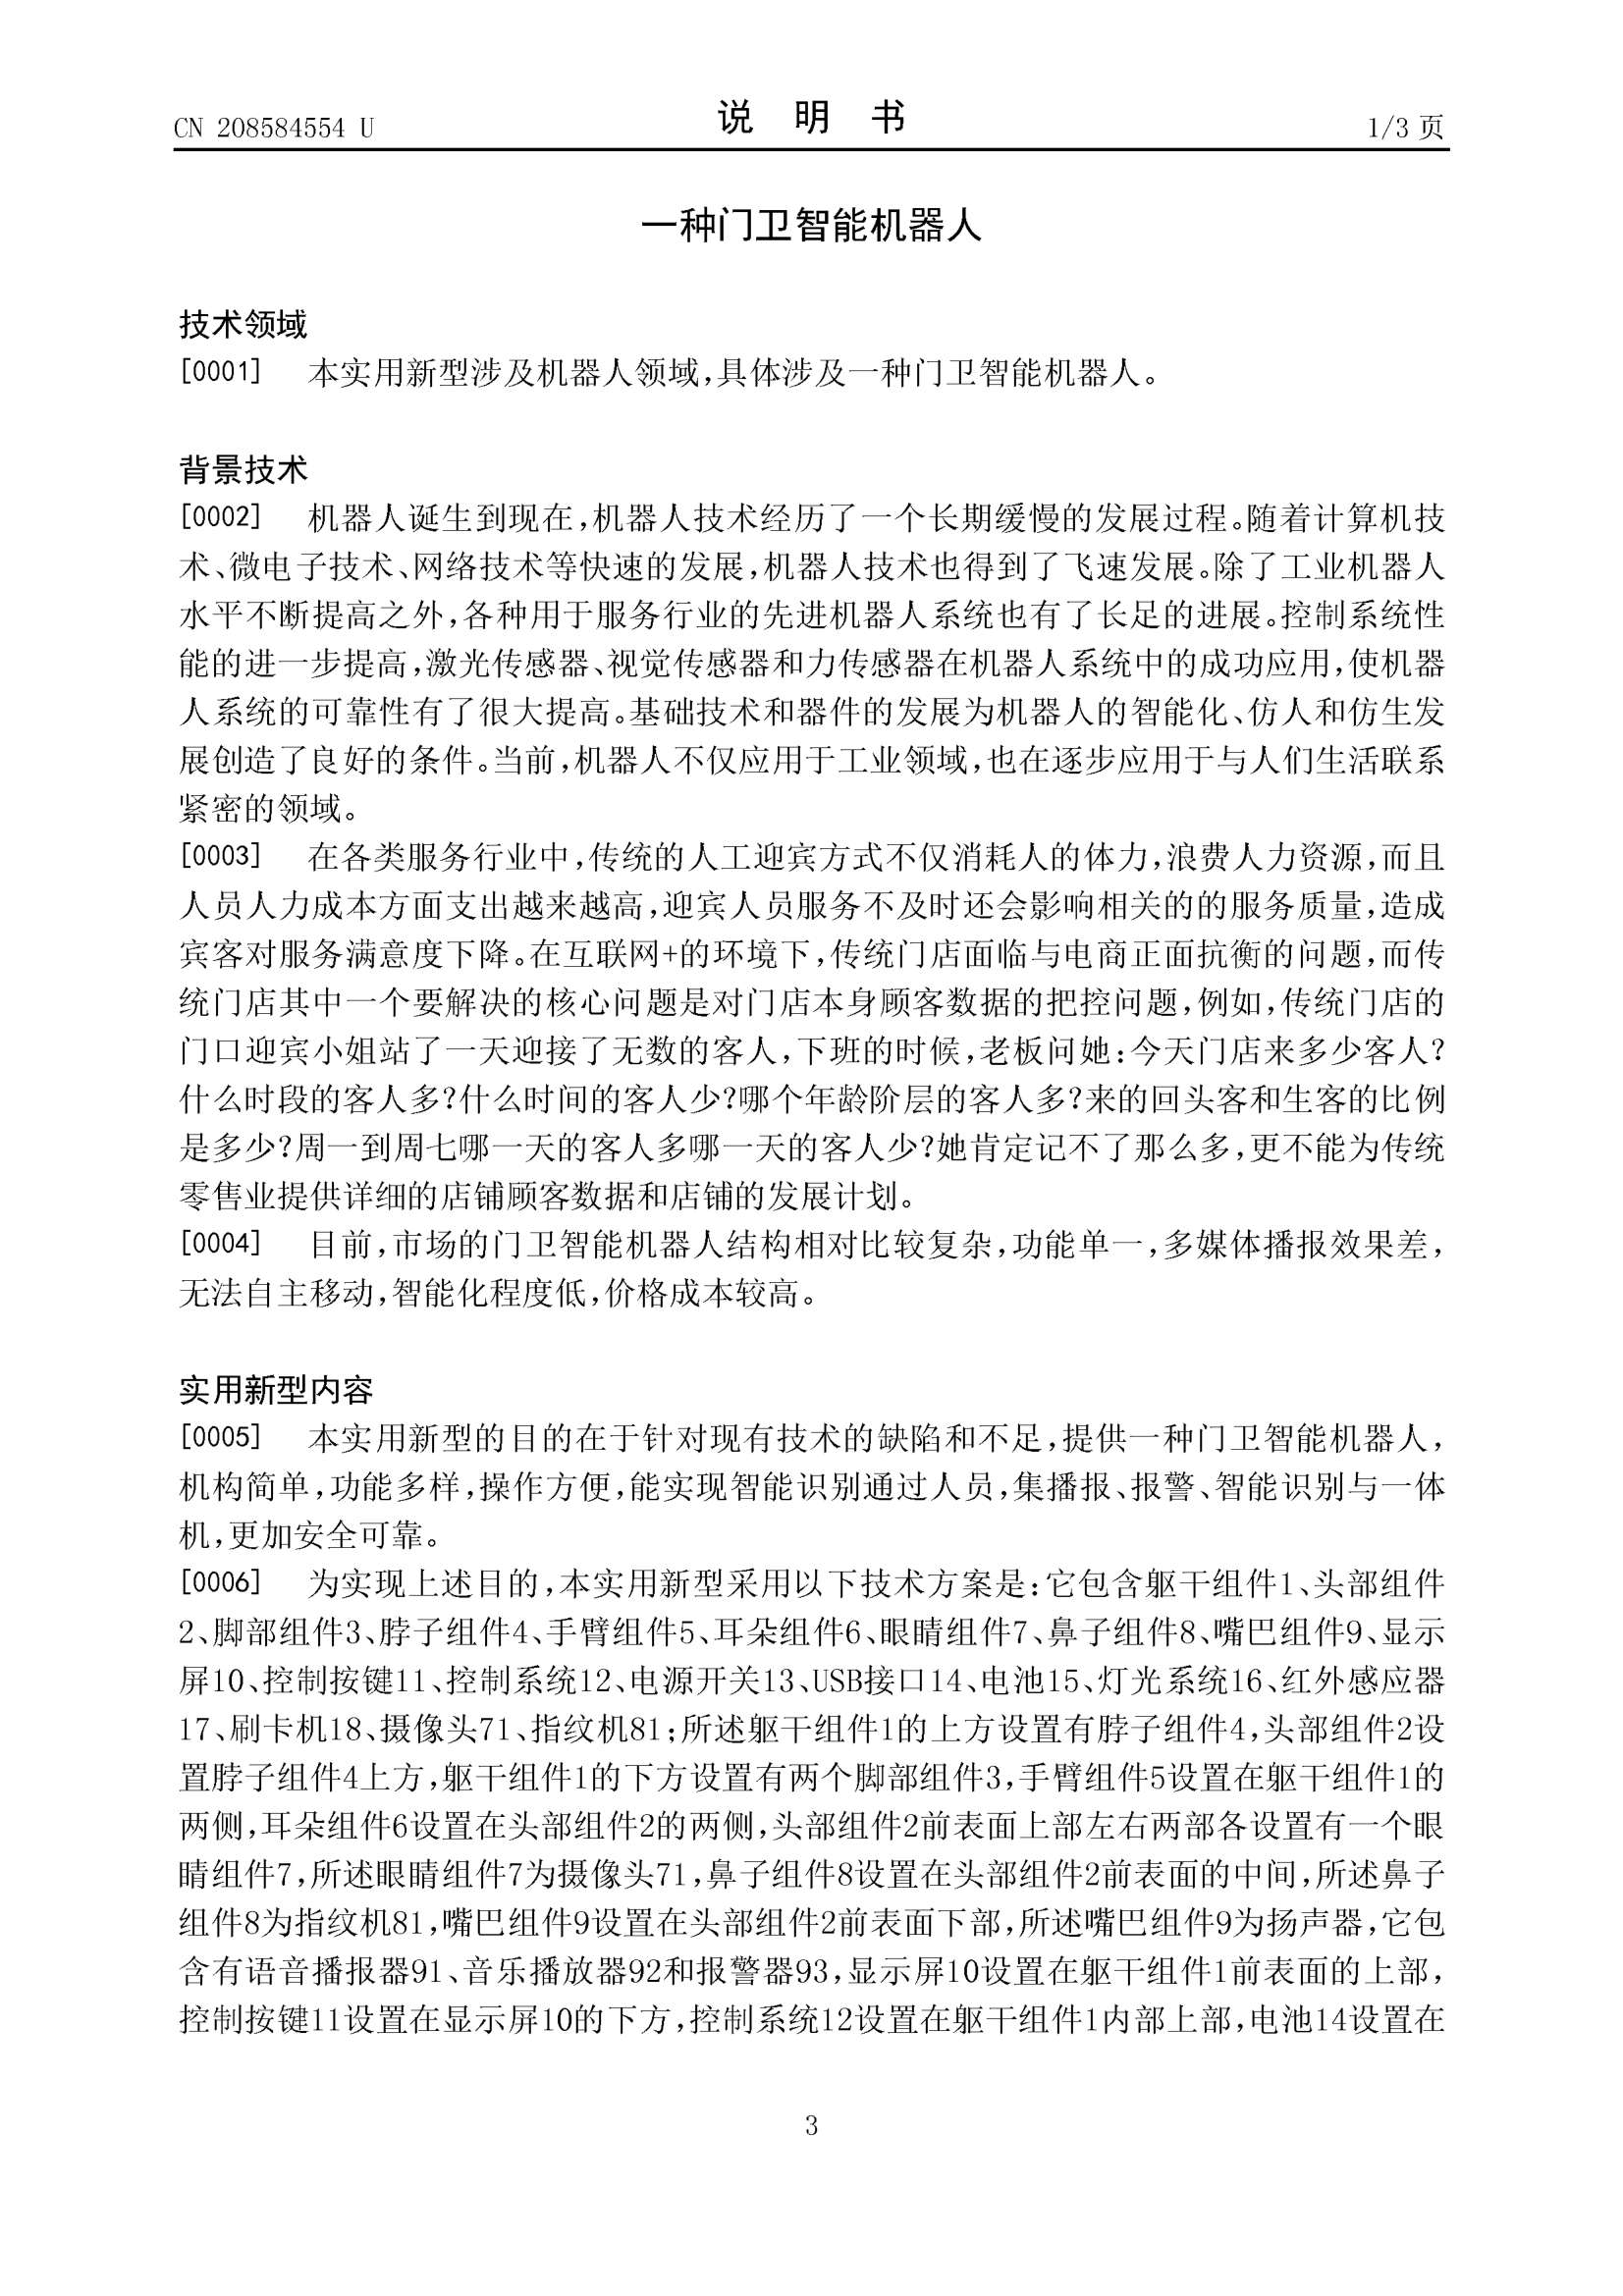 CN 208584554 U
说 明 书
1/3 页
一种门卫智能机器人
技术领域
[0001] 本实用新型涉及机器人领域,具体涉及一种门卫智能机器人。
背景技术
[0002] 机器人诞生到现在,机器人技术经历了一个长期缓慢的发展过程。随着计算机技
术、微电子技术、网络技术等快速的发展,机器人技术也得到了飞速发展。除了工业机器人
水平不断提高之外,各种用于服务行业的先进机器人系统也有了长足的进展。控制系统性
能的进一步提高,激光传感器、视觉传感器和力传感器在机器人系统中的成功应用,使机器
人系统的可靠性有了很大提高。基础技术和器件的发展为机器人的智能化、仿人和仿生发
展创造了良好的条件。当前,机器人不仅应用于工业领域,也在逐步应用于与人们生活联系
紧密的领域。
[0003] 在各类服务行业中,传统的人工迎宾方式不仅消耗人的体力,浪费人力资源,而且
人员人力成本方面支出越来越高,迎宾人员服务不及时还会影响相关的的服务质量,造成
宾客对服务满意度下降。在互联网+的环境下,传统门店面临与电商正面抗衡的问题,而传
统门店其中一个要解决的核心问题是对门店本身顾客数据的把控问题,例如,传统门店的
门口迎宾小姐站了一天迎接了无数的客人,下班的时候,老板问她:今天门店来多少客人?
什么时段的客人多?什么时间的客人少?哪个年龄阶层的客人多?来的回头客和生客的比例
是多少?周一到周七哪一天的客人多哪一天的客人少?她肯定记不了那么多,更不能为传统
零售业提供详细的店铺顾客数据和店铺的发展计划。
[0004] 目前,市场的门卫智能机器人结构相对比较复杂,功能单一,多媒体播报效果差,
无法自主移动,智能化程度低,价格成本较高。
实用新型内容
[0005] 本实用新型的目的在于针对现有技术的缺陷和不足,提供一种门卫智能机器人,
机构简单,功能多样,操作方便,能实现智能识别通过人员,集播报、报警、智能识别与一体
机,更加安全可靠。
[0006] 为实现上述目的,本实用新型采用以下技术方案是:它包含躯干组件1、头部组件
2、脚部组件3、脖子组件4、手臂组件5、耳朵组件6、眼睛组件7、鼻子组件8、嘴巴组件9、显示
屏10、控制按键11、控制系统12、电源开关13、USB接口14、电池15、灯光系统16、红外感应器
17、刷卡机18、摄像头71、指纹机81;所述躯干组件1的上方设置有脖子组件4,头部组件2设
置脖子组件4上方,躯干组件1的下方设置有两个脚部组件3,手臂组件5设置在躯干组件1的
两侧,耳朵组件6设置在头部组件2的两侧,头部组件2前表面上部左右两部各设置有一个眼
睛组件7,所述眼睛组件7为摄像头71,鼻子组件8设置在头部组件2前表面的中间,所述鼻子
组件8为指纹机81,嘴巴组件9设置在头部组件2前表面下部,所述嘴巴组件9为扬声器,它包
含有语音播报器91、音乐播放器92和报警器93,显示屏10设置在躯干组件1前表面的上部,
控制按键11设置在显示屏10的下方,控制系统12设置在躯干组件1内部上部,电池14设置在
3